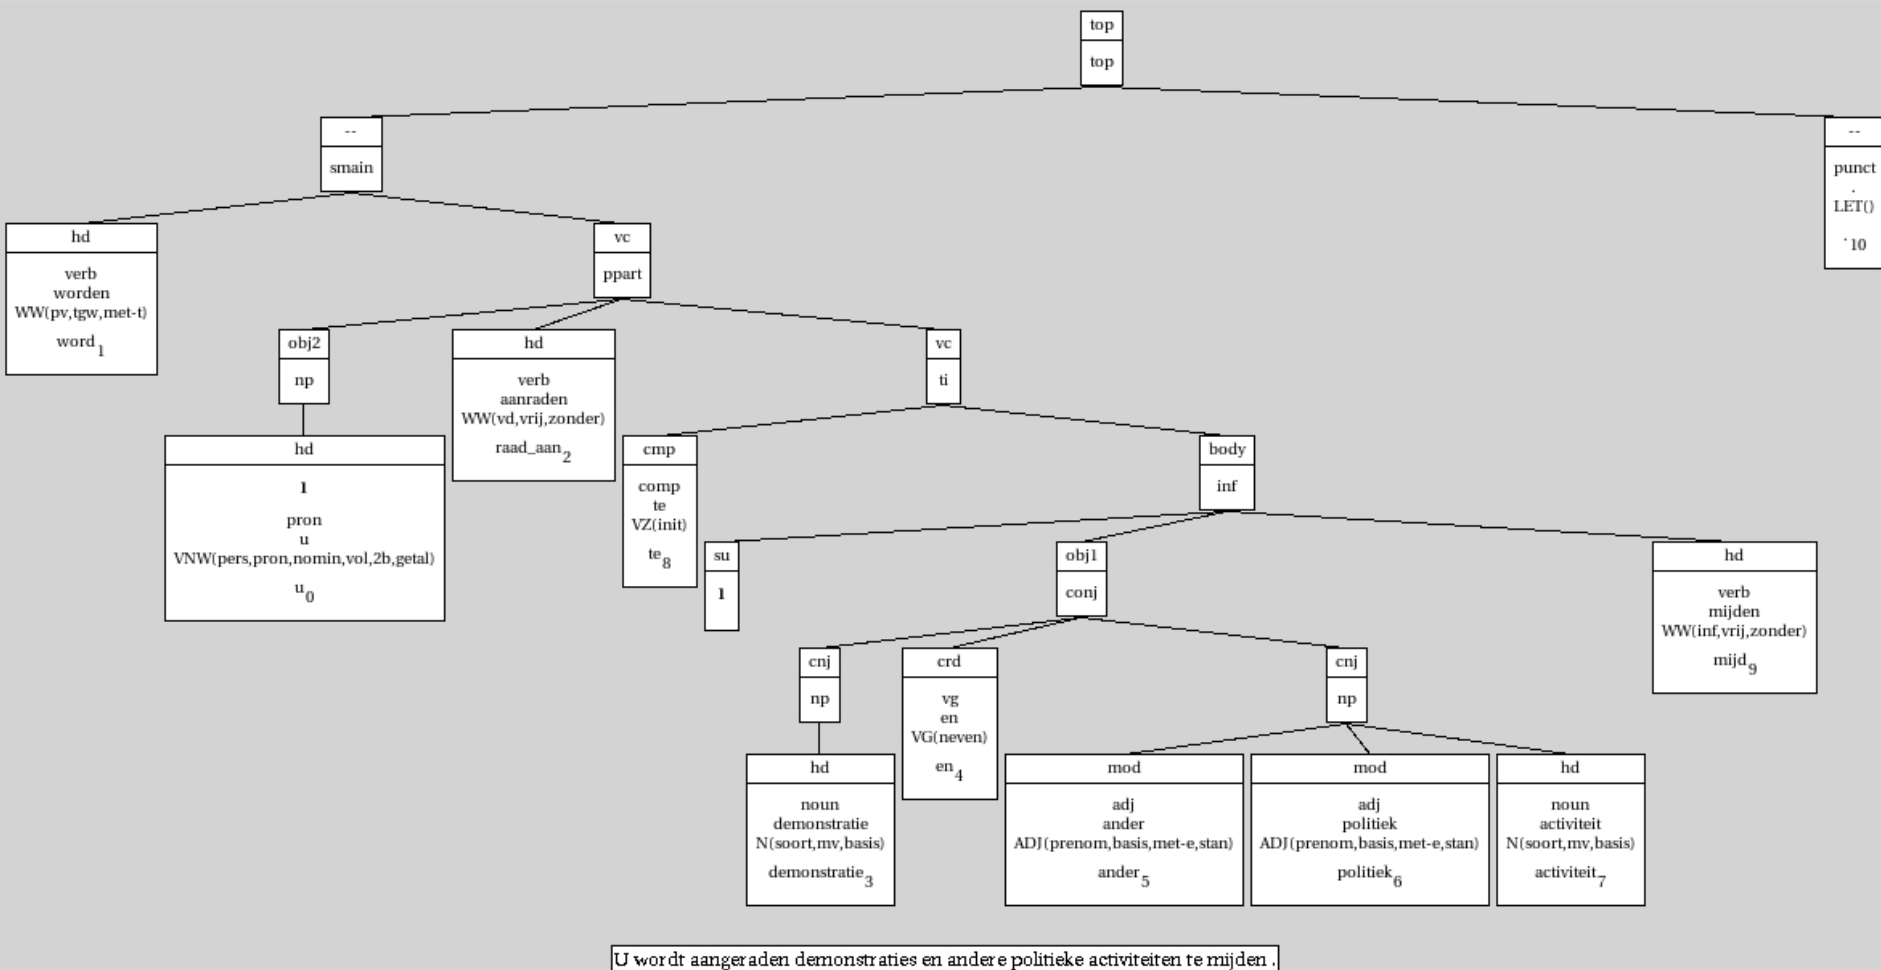 top
top
--
smain
--
punct
.
LET()
.10
hd
verb
worden
WW(pv,tgw,met-t)
word1
vc
ppart
obj2
np
hd
verb
aanraden
WW(vd,vrij,zonder)
raad_aan2
vc
ti
hd
1
pron
u
VNW(pers,pron,nomin,vol,2b,getal)
u0
cmp
comp
te
VZ(init)
te8
body
inf
su
1
obj1
conj
hd
verb
mijden
WW(inf,vrij,zonder)
mijd9
cnj
np
crd
vg
en
VG(neven)
en4
cnj
np
hd
noun
demonstratie
N(soort,mv,basis)
demonstratie3
mod
adj
ander
ADJ(prenom,basis,met-e,stan)
ander5
mod
adj
politiek
ADJ(prenom,basis,met-e,stan)
politiek6
hd
noun
activiteit
N(soort,mv,basis)
activiteit7
U wordt aangeraden demonstraties en andere politieke activiteiten te mijden .